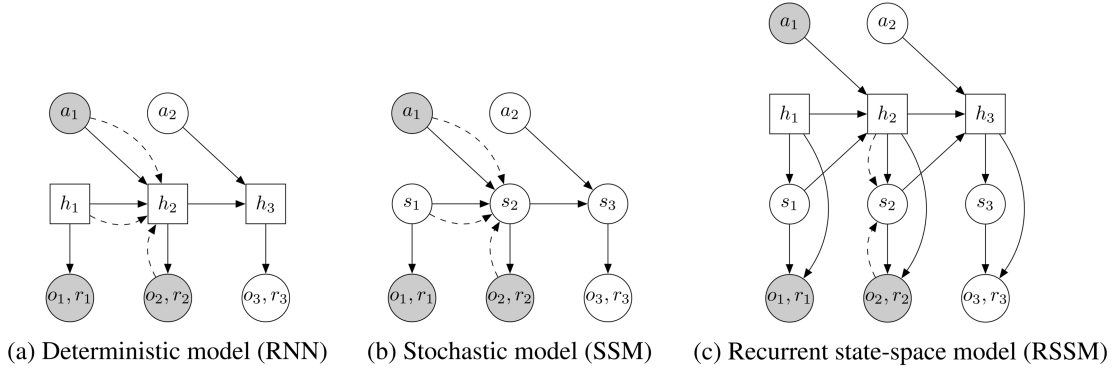 a₁ a₂
h₁ h₂ h₃
o₁, r₁ o₂, r₂ o₃, r₃
(a) Deterministic model (RNN)
a₁ a₂
s₁ s₂ s₃
o₁, r₁ o₂, r₂ o₃, r₃
(b) Stochastic model (SSM)
a₁ a₂
h₁ h₂ h₃
s₁ s₂ s₃
o₁, r₁ o₂, r₂ o₃, r₃
(c) Recurrent state-space model (RSSM)